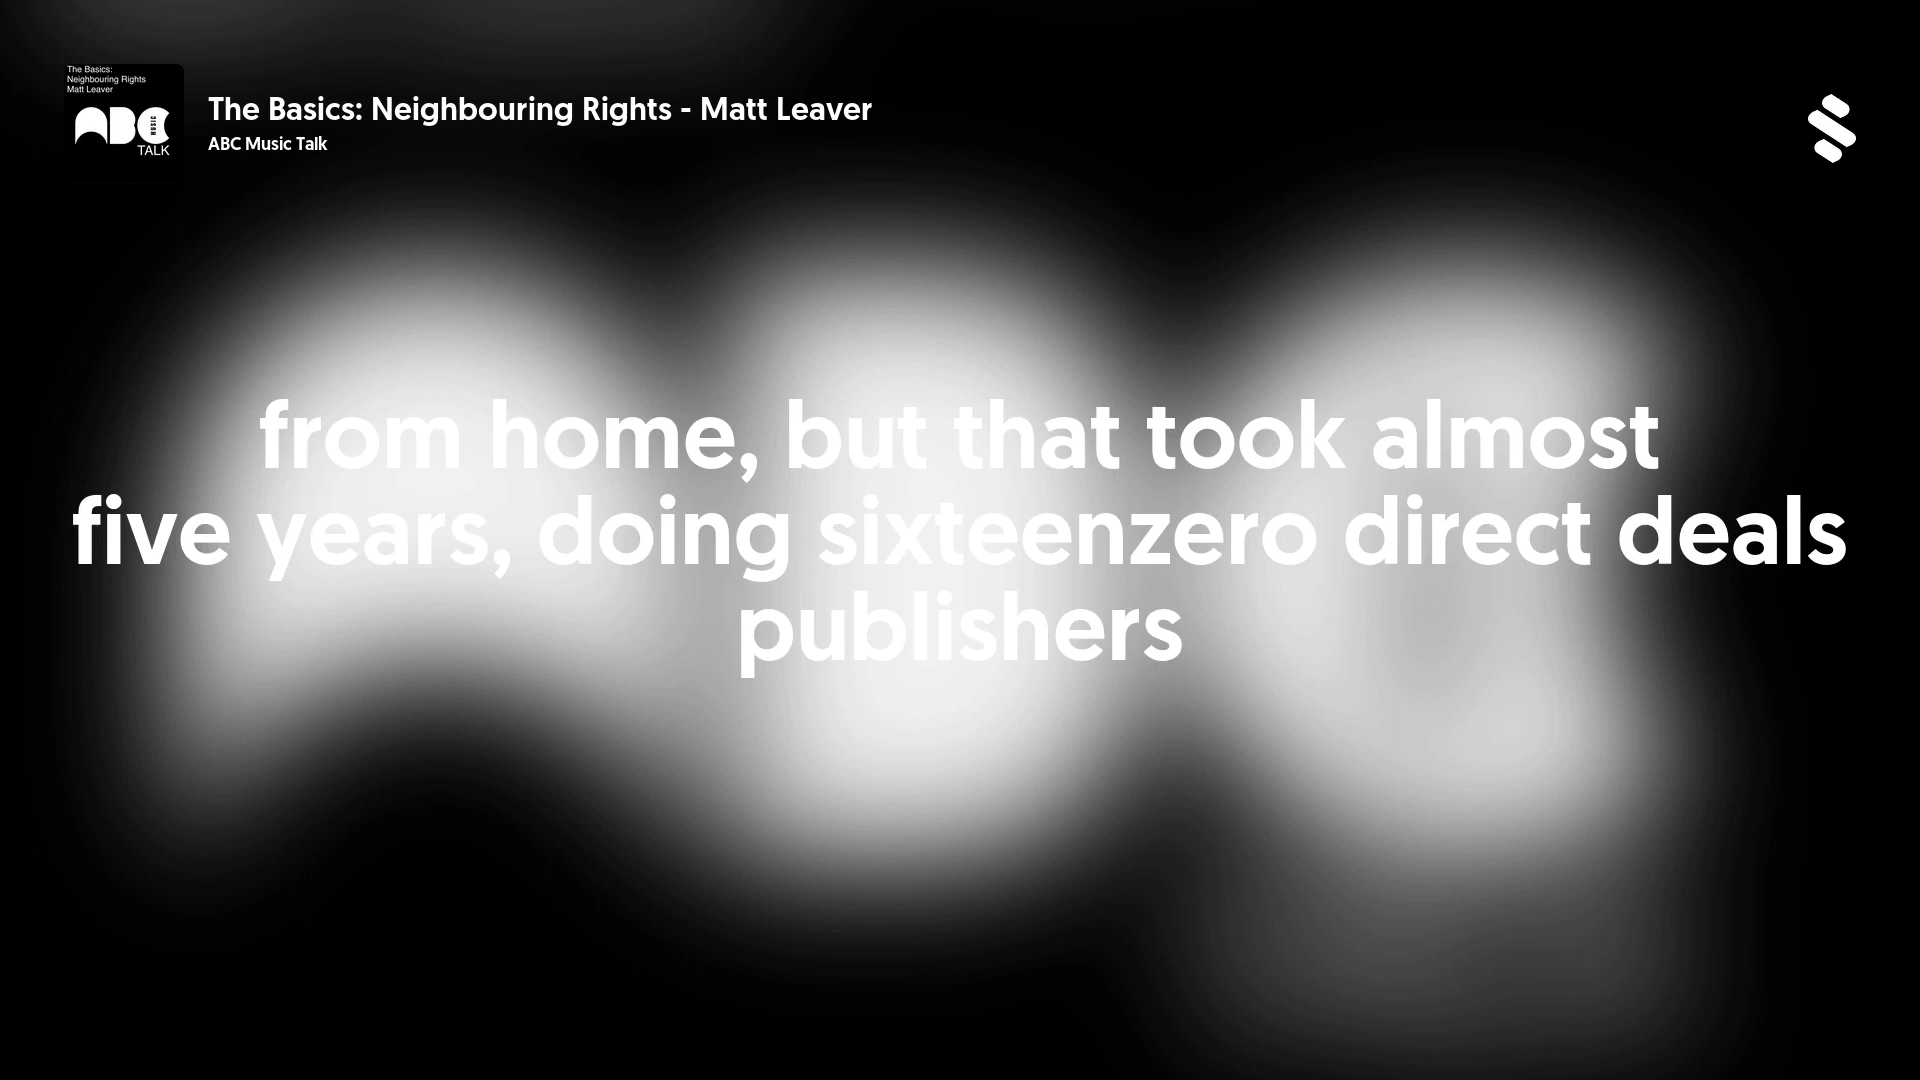 The Basics:
Neighbouring Rights
Matt Leaver
ABC
MUSIC
TALK
The Basics: Neighbouring Rights - Matt Leaver
ABC Music Talk
from home, but that took almost
five years, doing sixteenzero direct deals
publishers